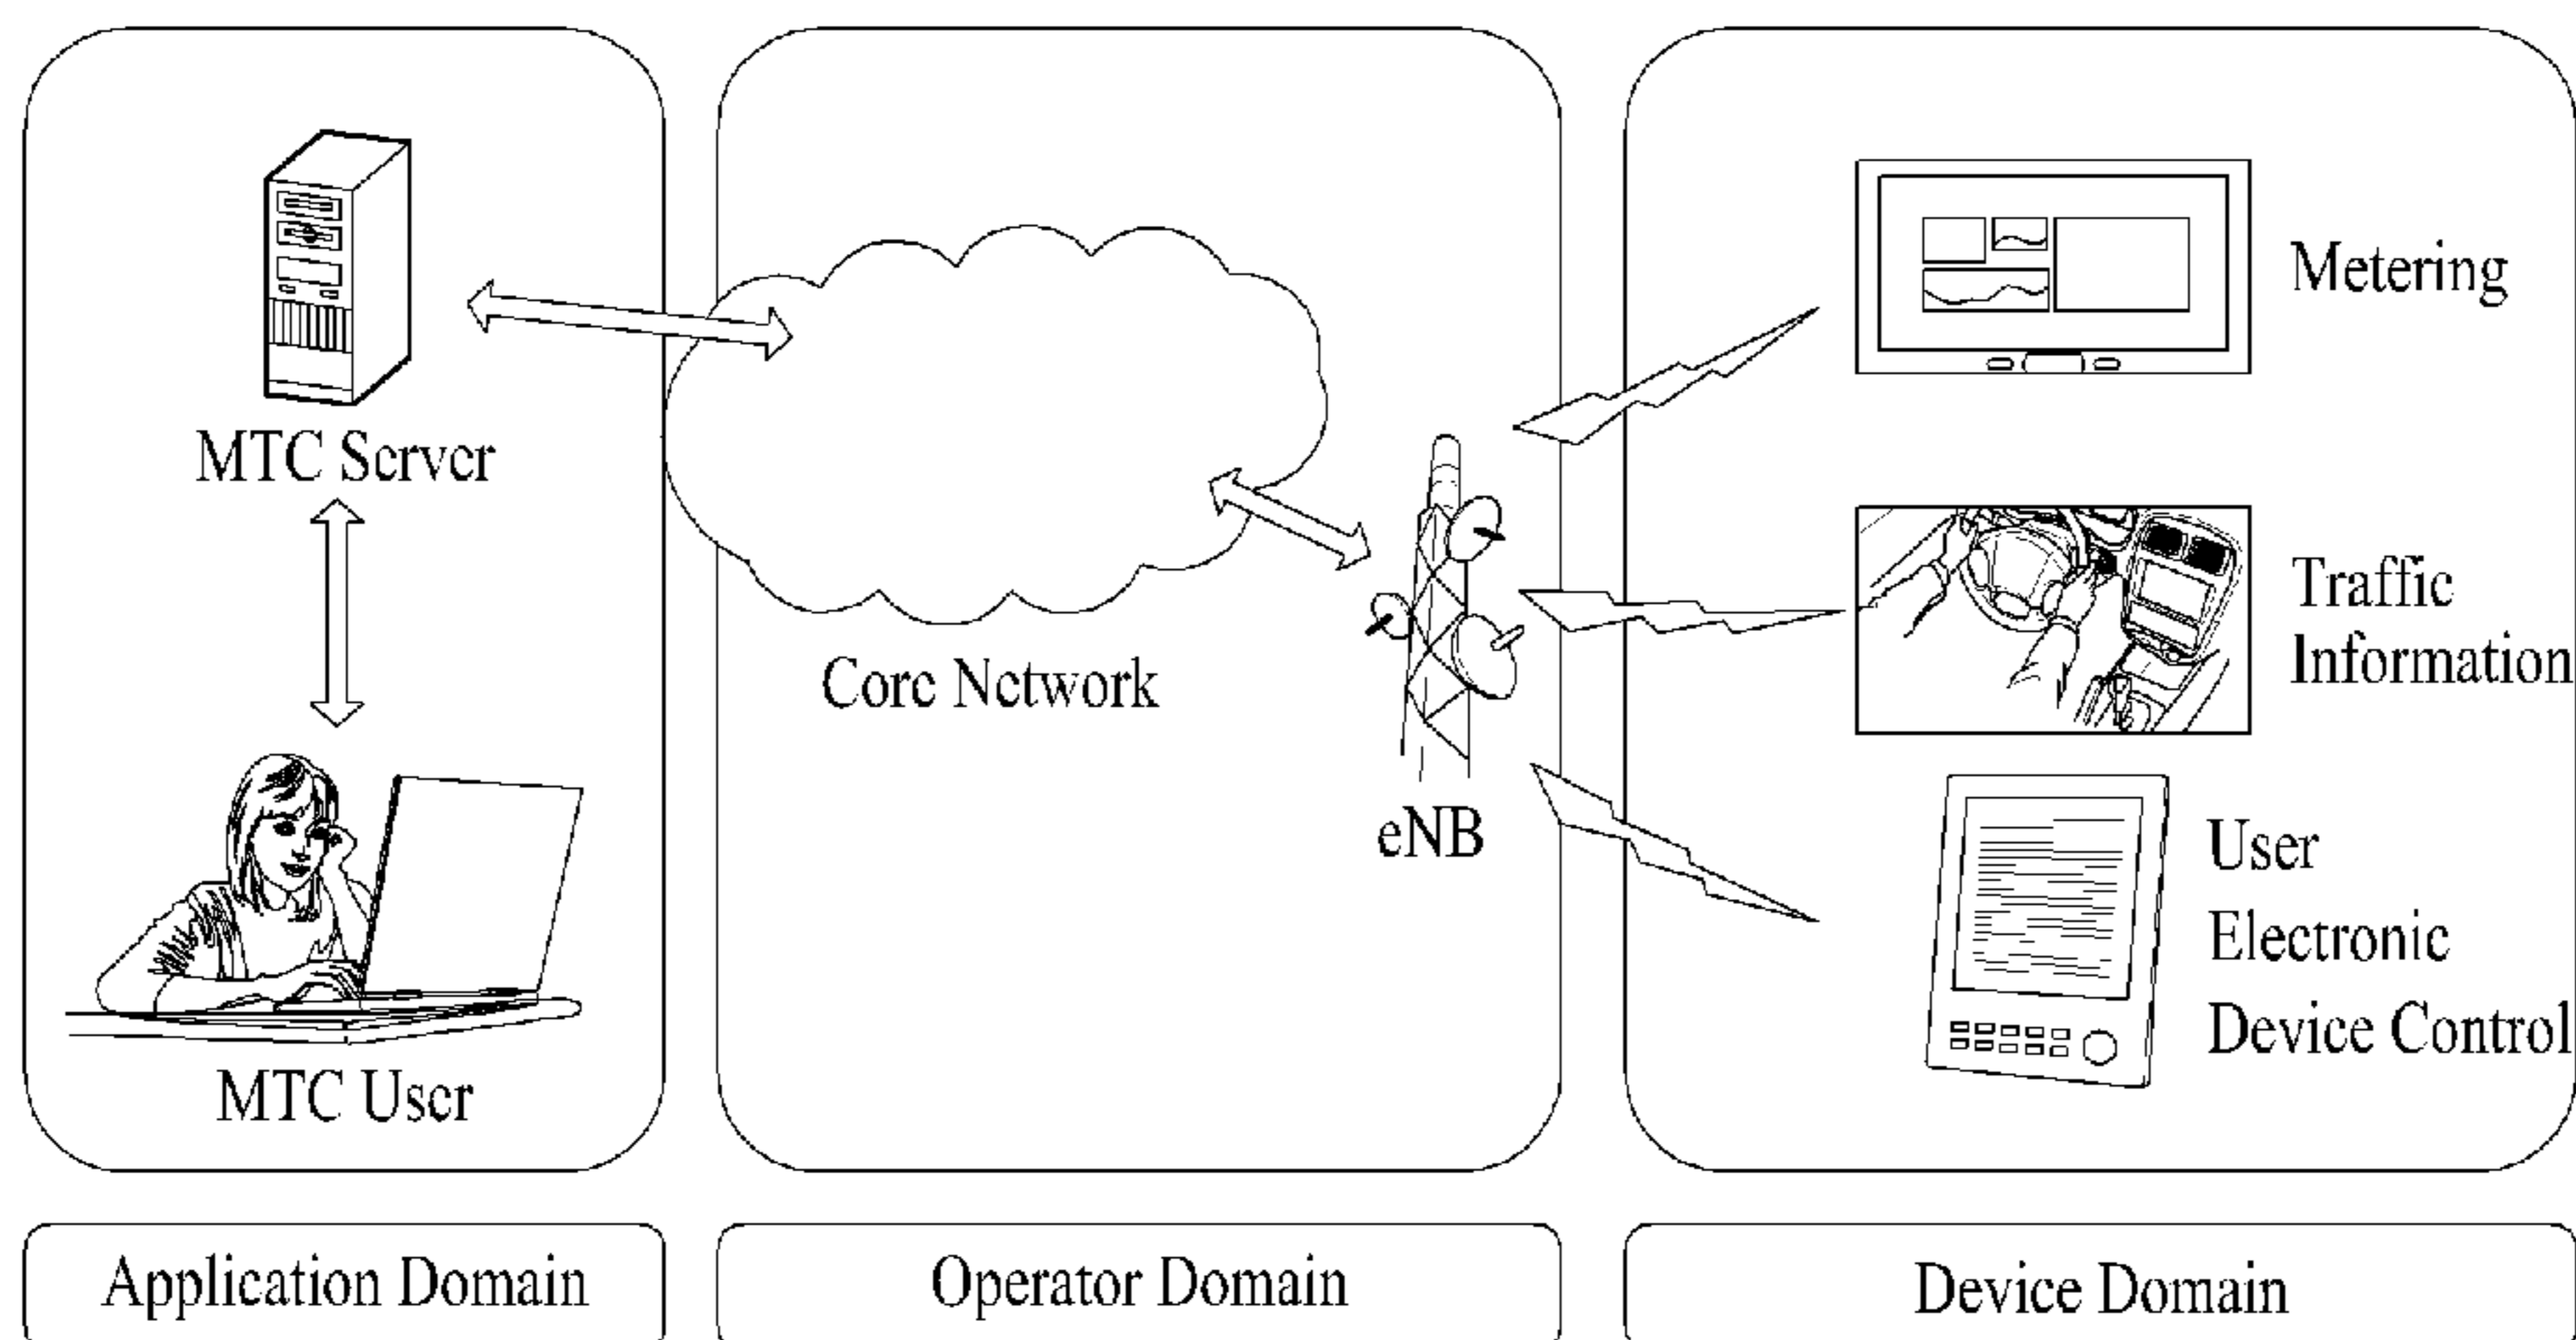 MTC Server
MTC User
Core Network
eNB
Metering
Traffic
Information
User
Electronic
Device Control
Application Domain
Operator Domain
Device Domain